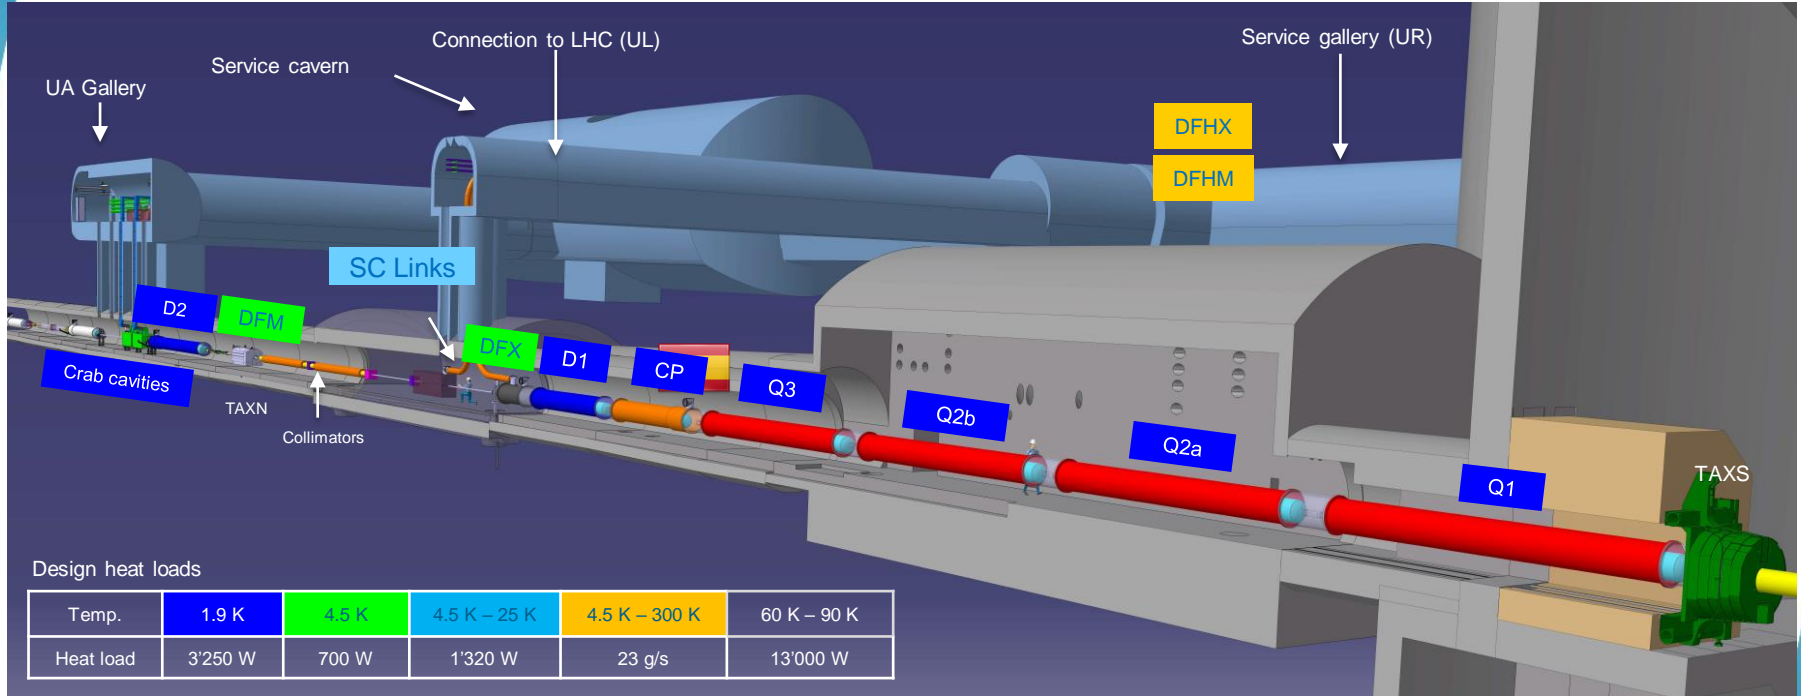 Connection to LHC (UL)
Service gallery (UR)
Service cavern
UA Gallery
DFHX
DFHM
SC Links
D2
DFM
DFX
D1
CP
Q3
Q2b
Q2a
Q1
TAXS
Crab cavities
TAXN
Collimators
Design heat loads
Temp. 1.9 K 4.5 K 4.5 K – 25 K 4.5 K – 300 K 60 K – 90 K
Heat load 3'250 W 700 W 1'320 W 23 g/s 13'000 W